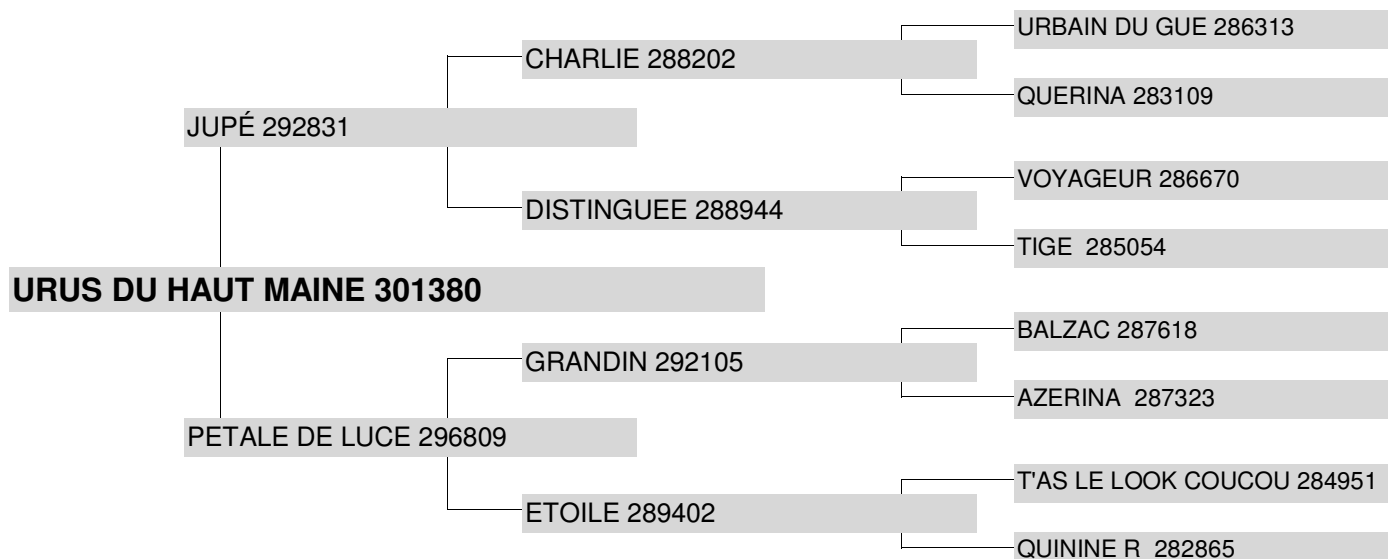 URBAIN DU GUE 286313
CHARLIE 288202
QUERINA 283109
JUPÉ 292831
VOYAGEUR 286670
DISTINGUEE 288944
TIGE 285054
URUS DU HAUT MAINE 301380
BALZAC 287618
GRANDIN 292105
AZERINA 287323
PETALE DE LUCE 296809
T'AS LE LOOK COUCOU 284951
ETOILE 289402
QUININE R 282865